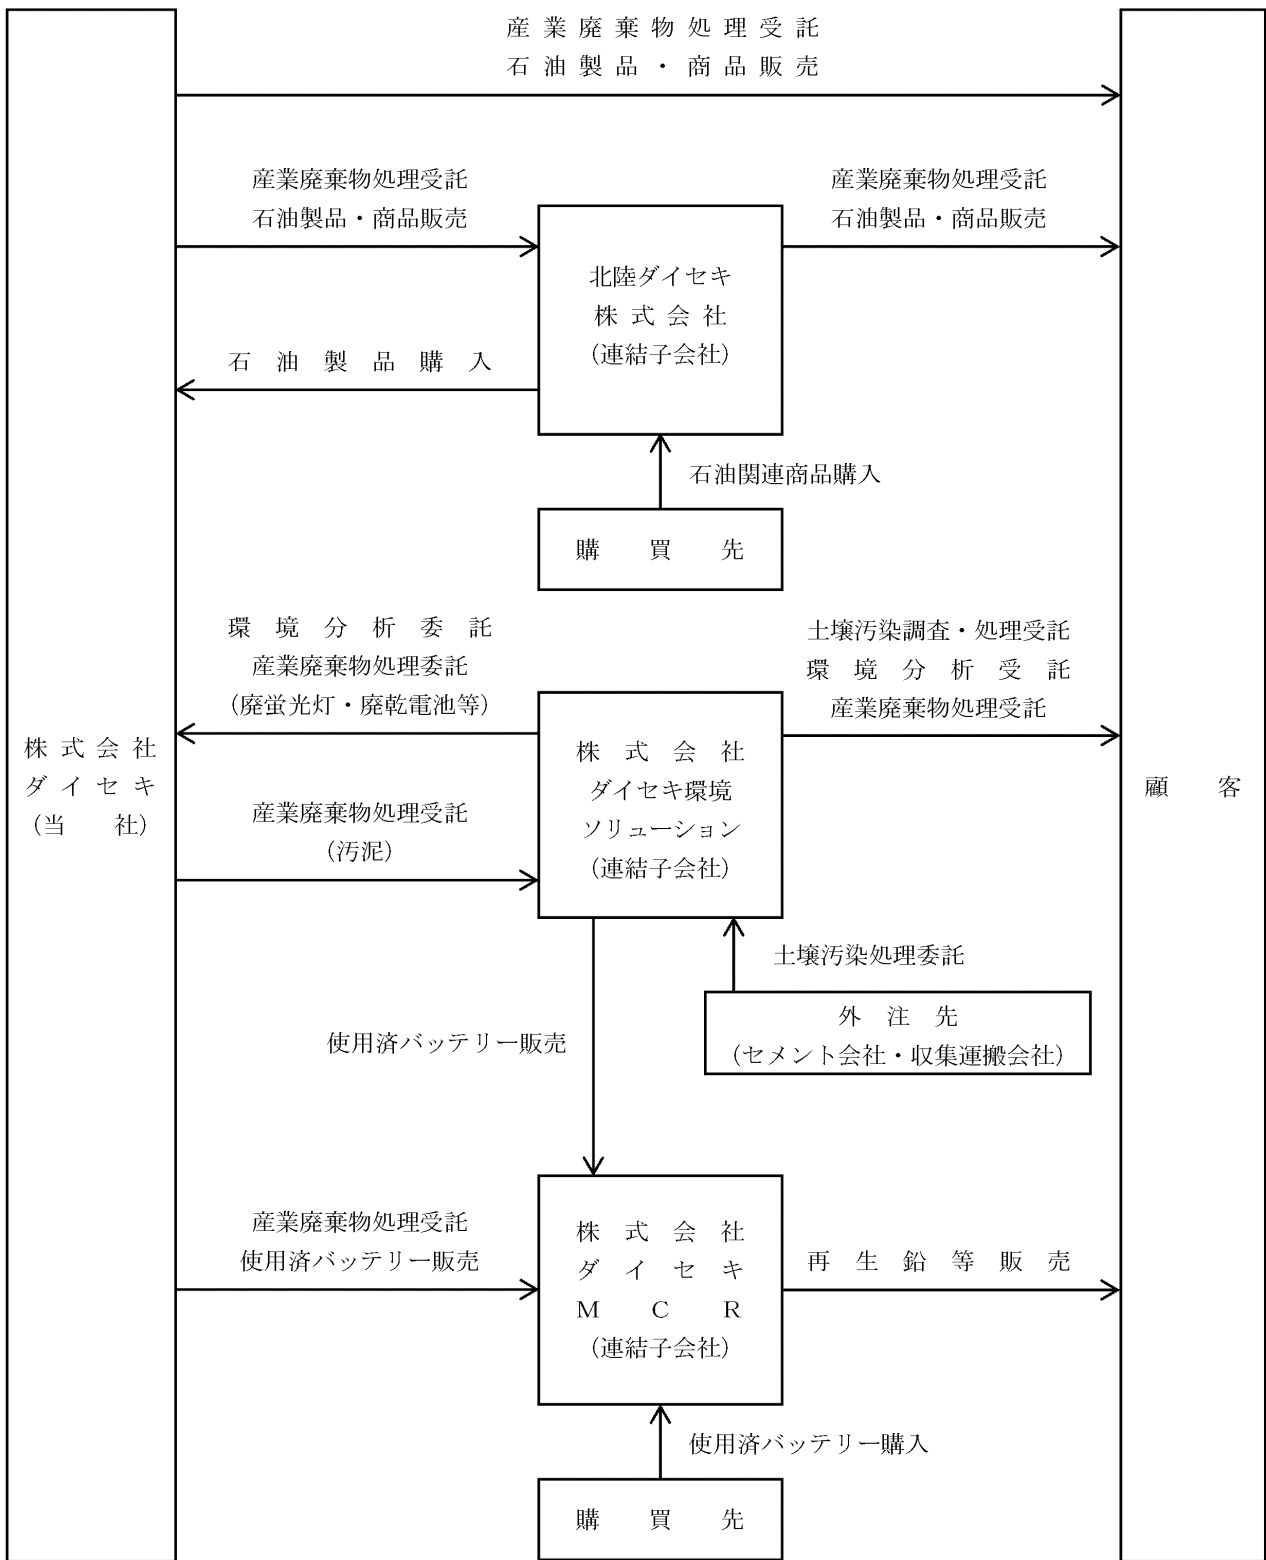 産業廃棄物処理受託
石油製品・商品販売
産業廃棄物処理受託
石油製品・商品販売
産業廃棄物処理受託
石油製品・商品販売
北陸ダイセキ
株式会社
（連結子会社）
石油製品購入
石油関連商品購入
購買先
環境分析委託
産業廃棄物処理委託
（廃蛍光灯・廃乾電池等）
土壌汚染調査・処理受託
環境分析受託
産業廃棄物処理受託
株式会社
ダイセキ
（当社）
株式会社
ダイセキ環境
ソリューション
（連結子会社）
顧客
産業廃棄物処理受託
（汚泥）
土壌汚染処理委託
外注先
（セメント会社・収集運搬会社）
使用済バッテリー販売
産業廃棄物処理受託
使用済バッテリー販売
株式会社
ダイセキ
ＭＣＲ
（連結子会社）
再生鉛等販売
使用済バッテリー購入
購買先